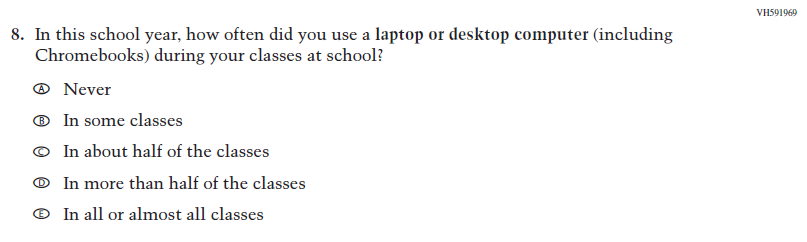 VH591969
8. In this school year, how often did you use a laptop or desktop computer (including
Chromebooks) during your classes at school?
A Never
B In some classes
C In about half of the classes
D In more than half of the classes
E In all or almost all classes